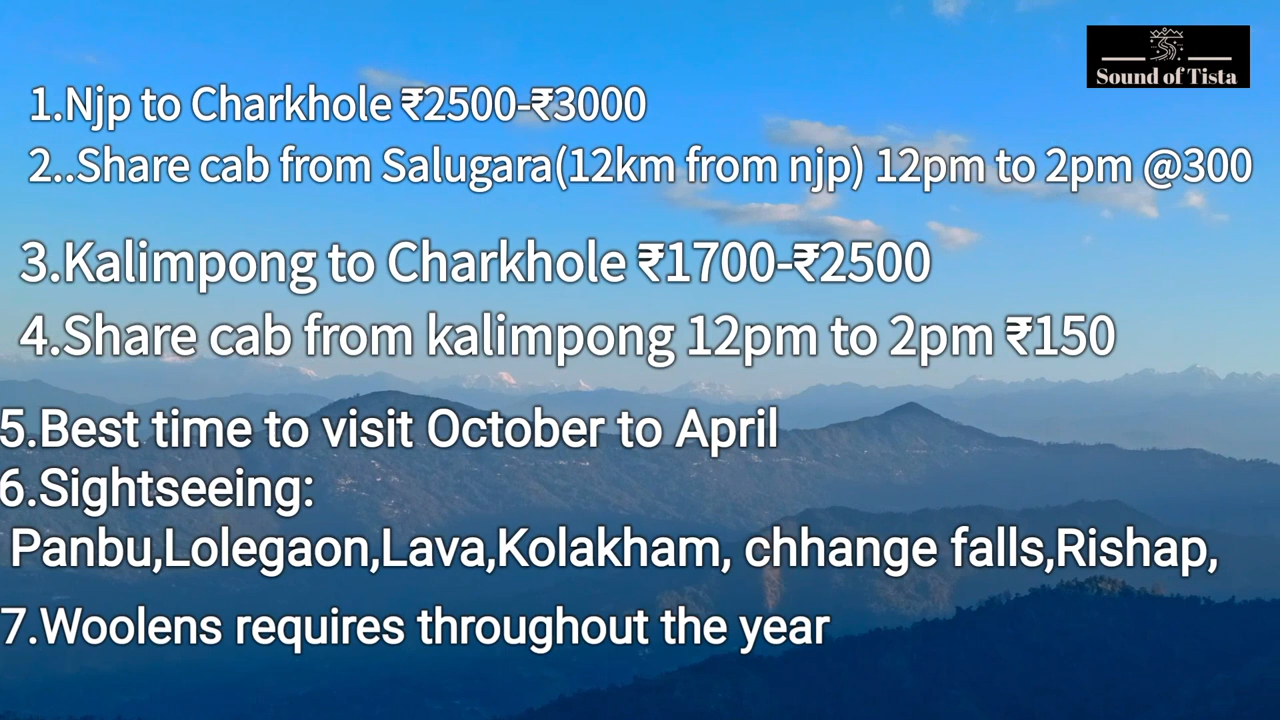 Sound of Tista
1.Njp to Charkhole ₹2500-₹3000
2..Share cab from Salugara(12km from njp) 12pm to 2pm @300
3.Kalimpong to Charkhole ₹1700-₹2500
4.Share cab from kalimpong 12pm to 2pm ₹150
5.Best time to visit October to April
6.Sightseeing:
Panbu,Lolegaon,Lava,Kolakham, chhange falls,Rishap,
7.Woolens requires throughout the year